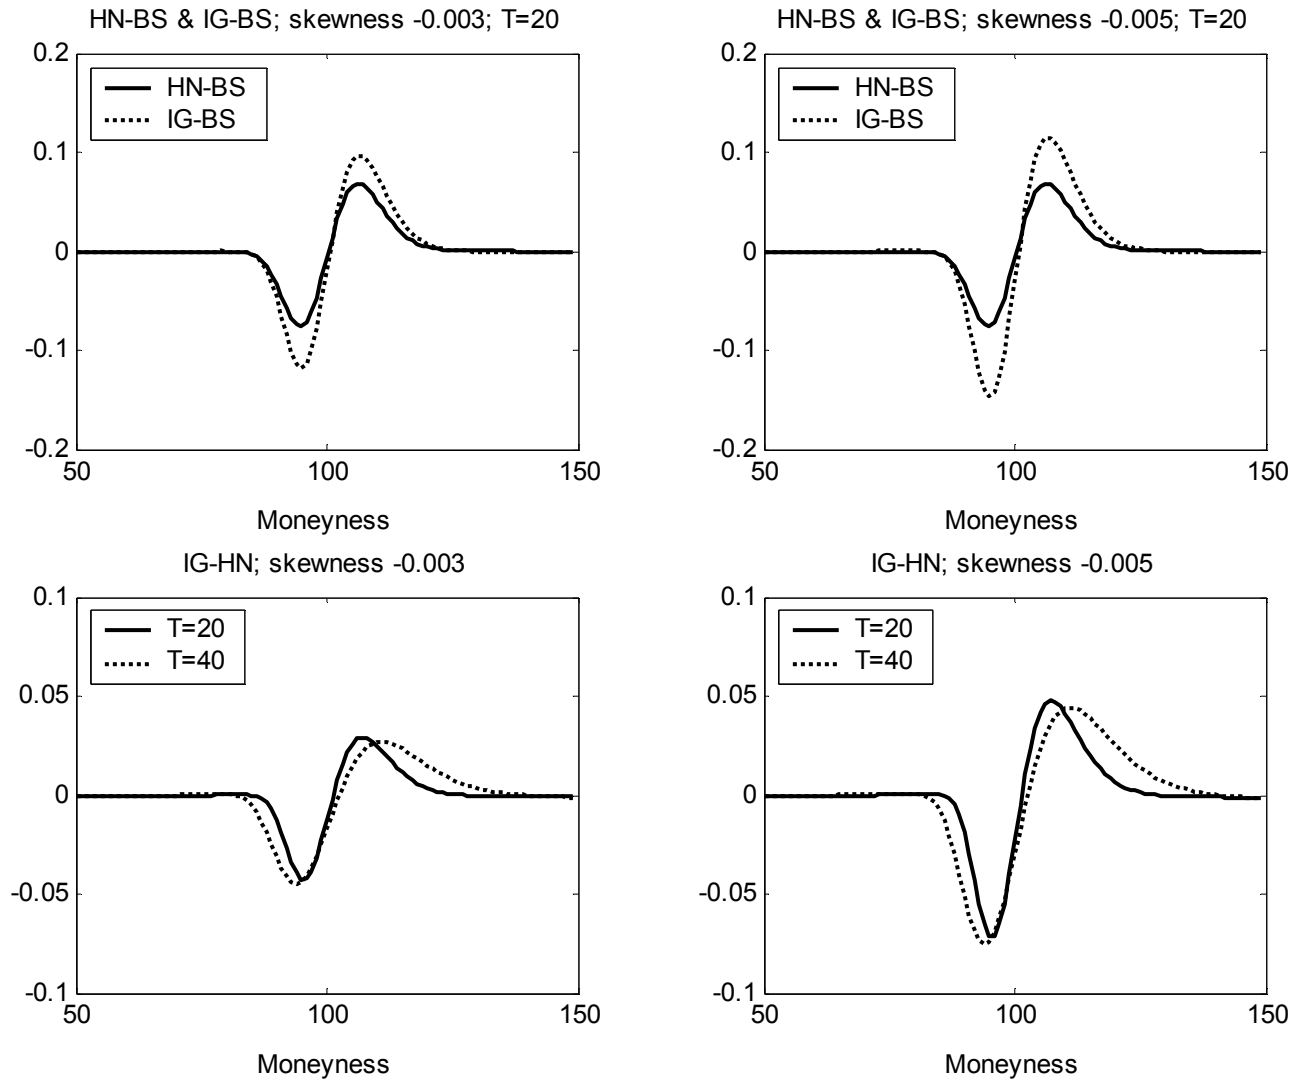 HN-BS & IG-BS; skewness -0.003; T=20
0.2
0.1
0
-0.1
-0.2
HN-BS
IG-BS
50
100
150
Moneyness
HN-BS & IG-BS; skewness -0.005; T=20
0.2
0.1
0
-0.1
-0.2
HN-BS
IG-BS
50
100
150
Moneyness
IG-HN; skewness -0.003
0.1
0.05
0
-0.05
-0.1
T=20
T=40
50
100
150
Moneyness
IG-HN; skewness -0.005
0.1
0.05
0
-0.05
-0.1
T=20
T=40
50
100
150
Moneyness